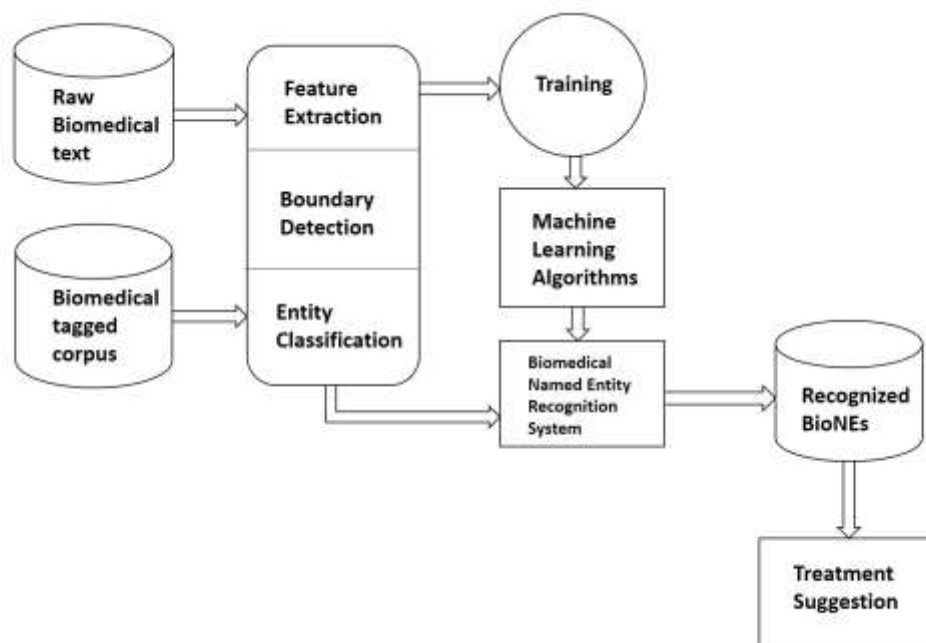 Raw
Biomedical
text
Feature
Extraction
Training
Boundary
Detection
Machine
Learning
Algorithms
Biomedical
tagged
corpus
Entity
Classification
Biomedical
Named Entity
Recognition
System
Recognized
BioNEs
Treatment
Suggestion